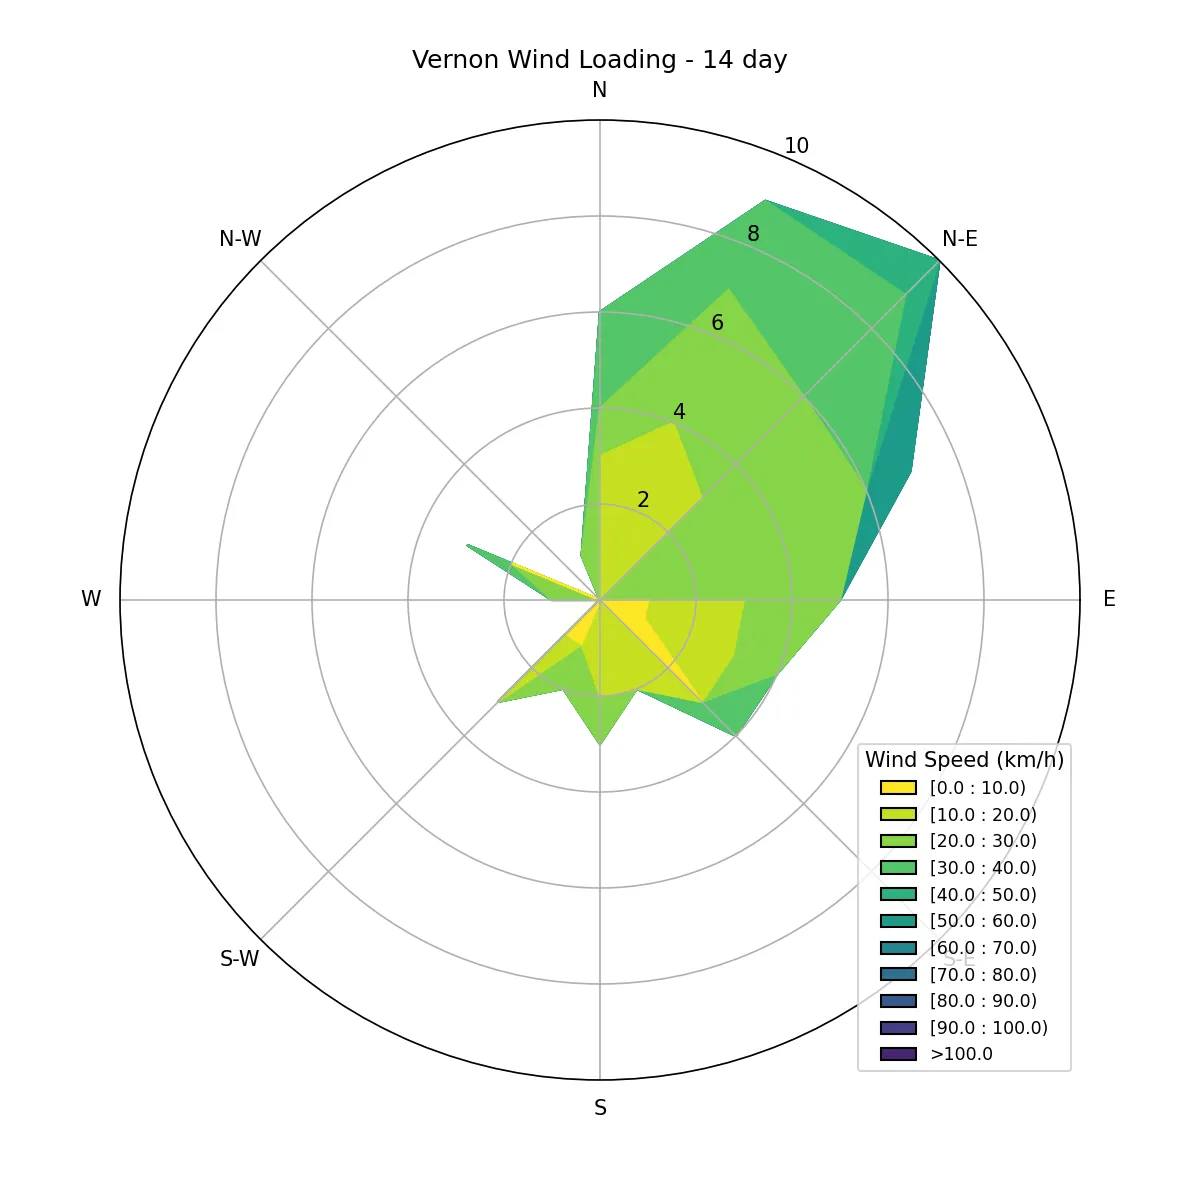 Vernon Wind Loading - 14 day
N
10
N-W
8
N-E
6
4
2
W
E
S-W
S-E
S
Wind Speed (km/h)
[0.0 : 10.0)
[10.0 : 20.0)
[20.0 : 30.0)
[30.0 : 40.0)
[40.0 : 50.0)
[50.0 : 60.0)
[60.0 : 70.0)
[70.0 : 80.0)
[80.0 : 90.0)
[90.0 : 100.0)
>100.0